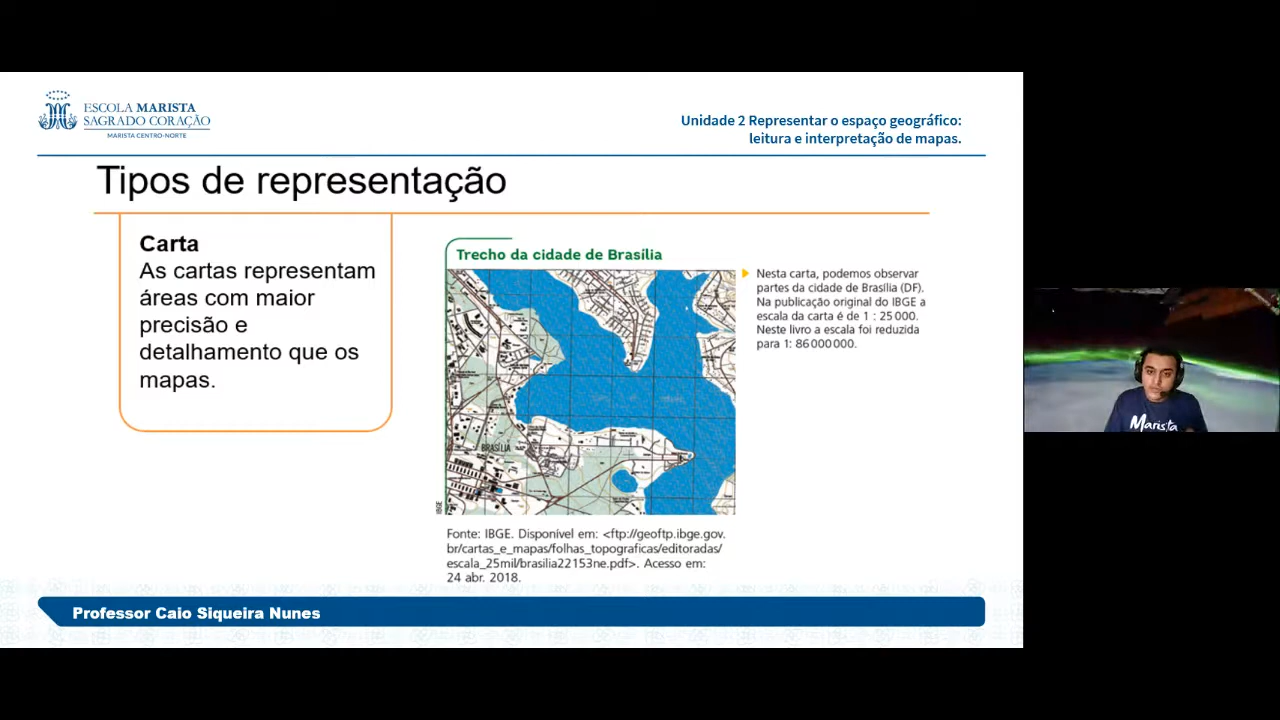 ESCOLA MARISTA
SAGRADO CORAÇÃO
MARISTA CENTRO-NORTE
Unidade 2 Representar o espaço geográfico:
leitura e interpretação de mapas.
Tipos de representação
Carta
As cartas representam
áreas com maior
precisão e
detalhamento que os
mapas.
Trecho da cidade de Brasília
BRASÍLIA
IBGE
Nesta carta, podemos observar
partes da cidade de Brasília (DF).
Na publicação original do IBGE a
escala da carta é de 1 : 25 000.
Neste livro a escala foi reduzida
para 1: 86 000 000.
Fonte: IBGE. Disponível em: <ftp://geoftp.ibge.gov.
br/cartas_e_mapas/folhas_topograficas/editoradas/
escala_25mil/brasilia22153ne.pdf>. Acesso em:
24 abr. 2018.
Professor Caio Siqueira Nunes
Marista